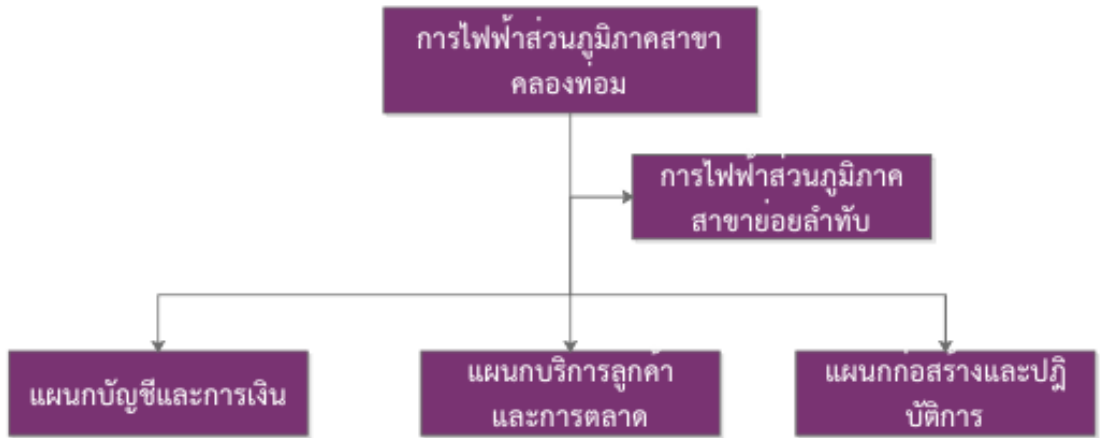 การไฟฟ้าส่วนภูมิภาคสาขา
คลองท่อม
การไฟฟ้าส่วนภูมิภาค
สาขาย่อยลำทับ
แผนกบัญชีและการเงิน
แผนกบริการลูกค้า
และการตลาด
แผนกก่อสร้างและปฏิ
บัติการ